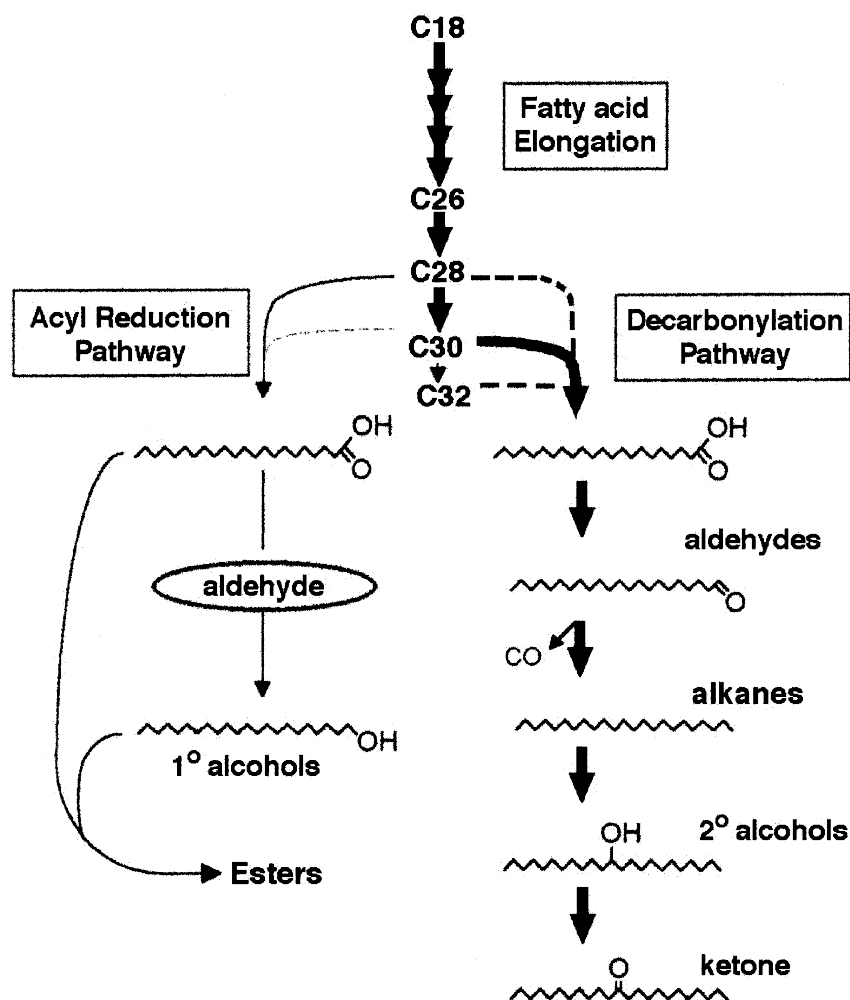 C18
Fatty acid
Elongation
C26
C28
Acyl Reduction
Pathway
Decarbonylation
Pathway
C30
C32
OH
O
OH
O
aldehydes
aldehyde
O
CO
alkanes
OH
1° alcohols
OH
2° alcohols
Esters
O
ketone